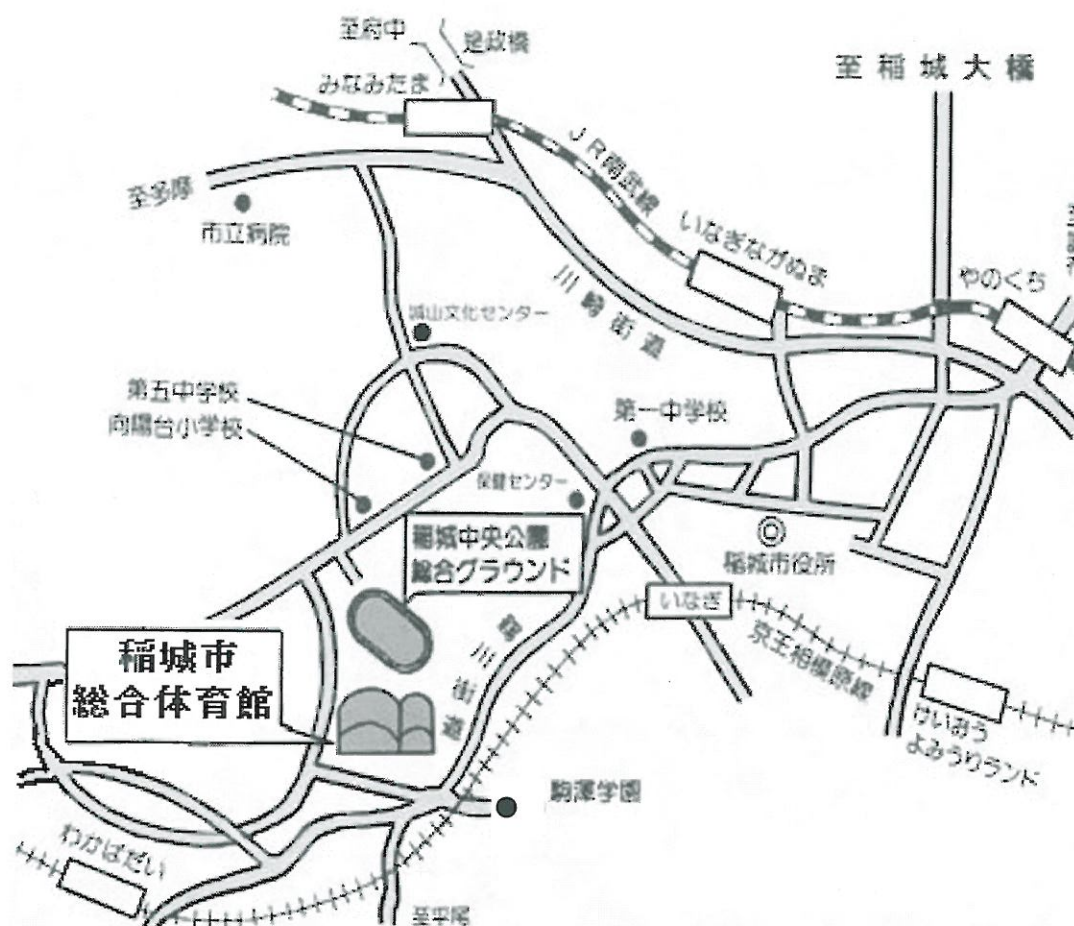 至府中
是政橋
みなみたま
至稲城大橋
JR南武線
至多摩
市立病院
いなぎながぬま
やのくち
川崎街道
城山文化センター
第五中学校
向陽台小学校
第一中学校
保健センター
稲城中央公園
総合グラウンド
稲城市役所
いなぎ
京王相模原線
稲城市
総合体育館
鶴川街道
けいおう
よみうりランド
駒澤学園
わかばだい
至平尾